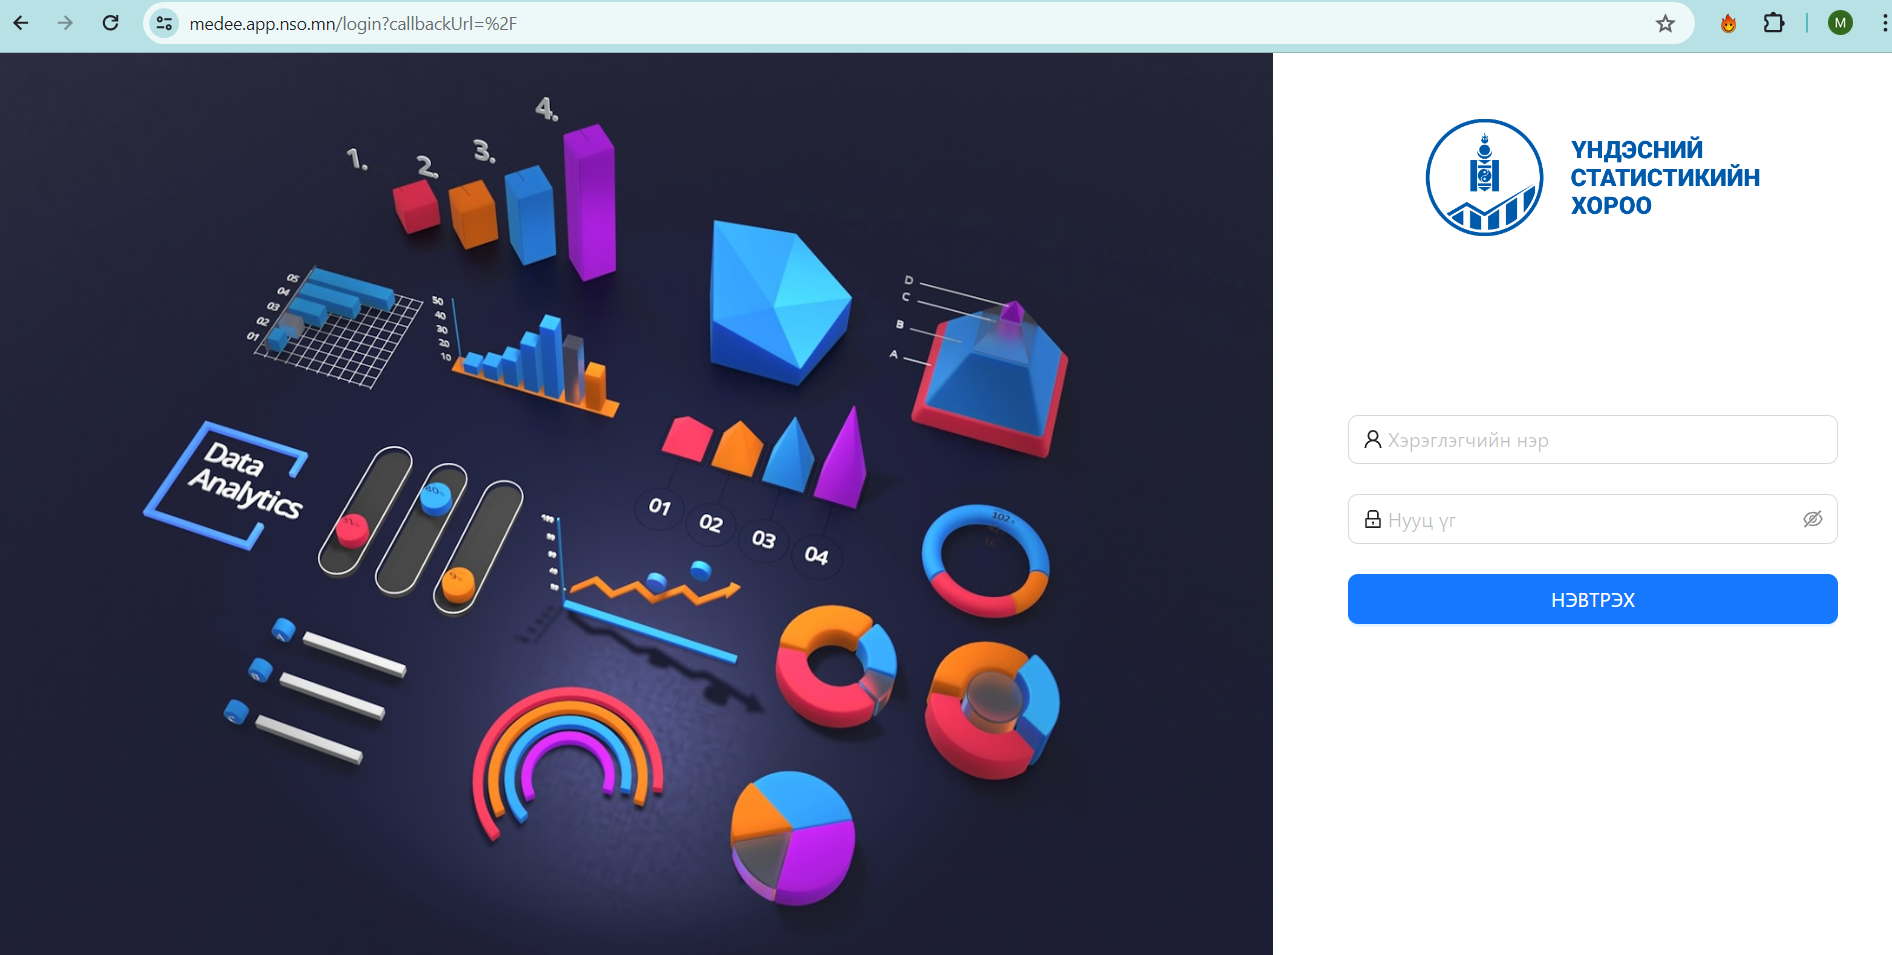 medee.app.nso.mn/login?callbackUrl=%2F
M
1.
2.
3.
4.
05
04
03
02
01
50
40
30
20
10
D
C
B
A
Data
Analytics
01
02
03
04
ҮНДЭСНИЙ
СТАТИСТИКИЙН
ХОРОО
Хэрэглэгчийн нэр
Нууц үг
НЭВТРЭХ